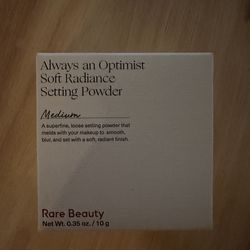 Always an Optimist
Soft Radiance
Setting Powder
Medium
A superfine, loose setting powder that
melds with your makeup to smooth,
blur, and set with a soft, radiant finish.
Rare Beauty
Net Wt. 0.35 oz. / 10 g